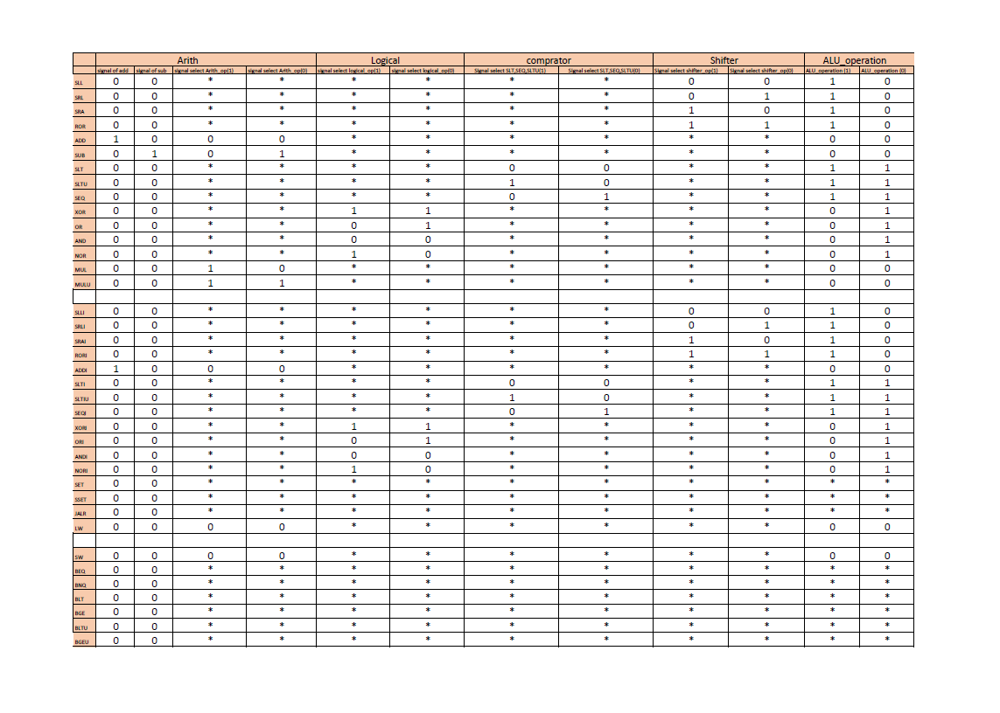 Arith Logical comprator Shifter ALU_operation
signal of add signal of sub signal select Arith_op(1) signal select Arith_op(0) signal select logical_op(1) signal select logical_op(0) Signal select SLT,SEQ,SLTU(1) Signal select SLT,SEQ,SLTU(0) Signal select shifter_op(1) Signal select shifter_op(0) ALU_operation (1) ALU_operation (0)
SLL 0 0 * * * * * * 0 0 1 0
SRL 0 0 * * * * * * 0 1 1 0
SRA 0 0 * * * * * * 1 0 1 0
ROR 0 0 * * * * * * 1 1 1 0
ADD 1 0 0 0 * * * * * * 0 0
SUB 0 1 0 1 * * * * * * 0 0
SLT 0 0 * * * * 0 0 * * 1 1
SLTU 0 0 * * * * 1 0 * * 1 1
SEQ 0 0 * * * * 0 1 * * 1 1
XOR 0 0 * * 1 1 * * * * 0 1
OR 0 0 * * 0 1 * * * * 0 1
AND 0 0 * * 0 0 * * * * 0 1
NOR 0 0 * * 1 0 * * * * 0 1
MUL 0 0 1 0 * * * * * * 0 0
MULU 0 0 1 1 * * * * * * 0 0
SLLI 0 0 * * * * * * 0 0 1 0
SRLI 0 0 * * * * * * 0 1 1 0
SRAI 0 0 * * * * * * 1 0 1 0
RORI 0 0 * * * * * * 1 1 1 0
ADDI 1 0 0 0 * * * * * * 0 0
SLTI 0 0 * * * * 0 0 * * 1 1
SLTIU 0 0 * * * * 1 0 * * 1 1
SEQI 0 0 * * * * 0 1 * * 1 1
XORI 0 0 * * 1 1 * * * * 0 1
ORI 0 0 * * 0 1 * * * * 0 1
ANDI 0 0 * * 0 0 * * * * 0 1
NORI 0 0 * * 1 0 * * * * 0 1
SET 0 0 * * * * * * * * * *
SSET 0 0 * * * * * * * * * *
JALR 0 0 * * * * * * * * * *
LW 0 0 0 0 * * * * * * 0 0
SW 0 0 0 0 * * * * * * 0 0
BEQ 0 0 * * * * * * * * * *
BNQ 0 0 * * * * * * * * * *
BLT 0 0 * * * * * * * * * *
BGE 0 0 * * * * * * * * * *
BLTU 0 0 * * * * * * * * * *
BGEU 0 0 * * * * * * * * * *